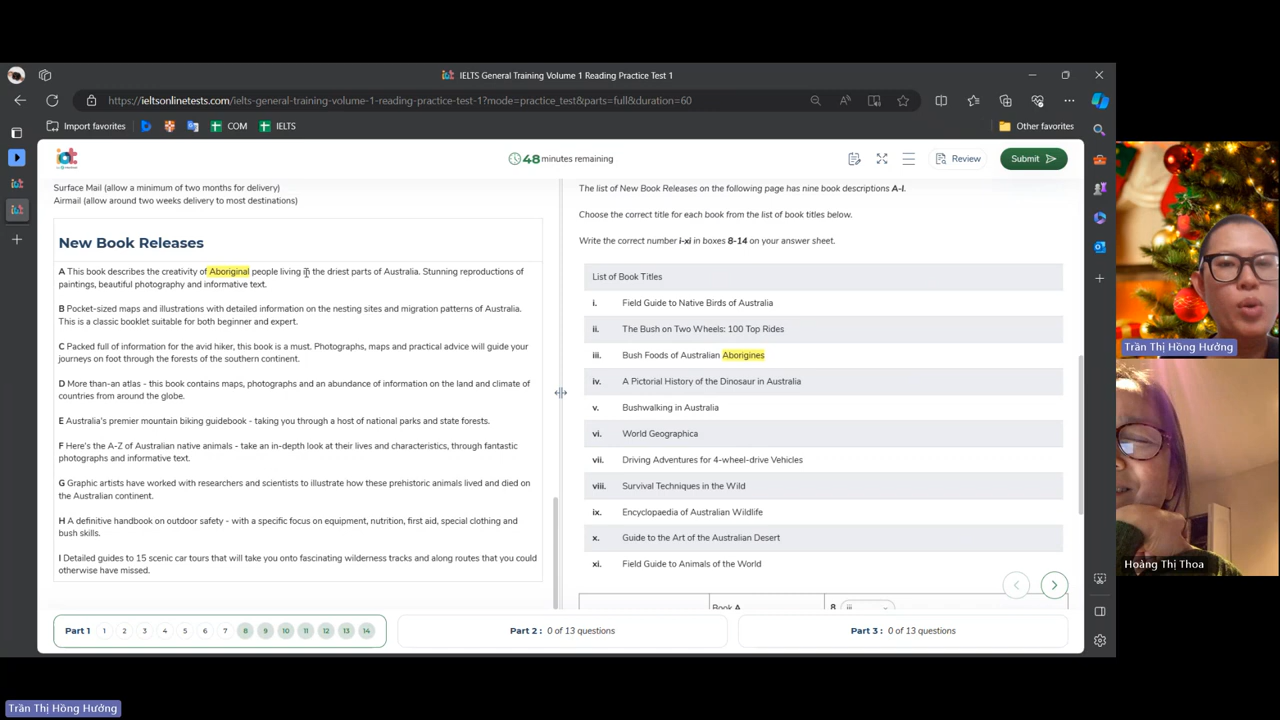 IELTS General Training Volume 1 Reading Practice Test 1
https://ieltsonlinetests.com/ielts-general-training-volume-1-reading-practice-test-1?mode=practice_test&parts=full&duration=60
Import favorites
COM
IELTS
Other favorites
iot
48 minutes remaining
Review
Submit
Surface Mail (allow a minimum of two months for delivery)
Airmail (allow around two weeks delivery to most destinations)
New Book Releases
A This book describes the creativity of Aboriginal people living in the driest parts of Australia. Stunning reproductions of
paintings, beautiful photography and informative text.
B Pocket-sized maps and illustrations with detailed information on the nesting sites and migration patterns of Australia.
This is a classic booklet suitable for both beginner and expert.
C Packed full of information for the avid hiker, this book is a must. Photographs, maps and practical advice will guide your
journeys on foot through the forests of the southern continent.
D More than-an atlas - this book contains maps, photographs and an abundance of information on the land and climate of
countries from around the globe.
E Australia's premier mountain biking guidebook - taking you through a host of national parks and state forests.
F Here's the A-Z of Australian native animals - take an in-depth look at their lives and characteristics, through fantastic
photographs and informative text.
G Graphic artists have worked with researchers and scientists to illustrate how these prehistoric animals lived and died on
the Australian continent.
H A definitive handbook on outdoor safety - with a specific focus on equipment, nutrition, first aid, special clothing and
bush skills.
I Detailed guides to 15 scenic car tours that will take you onto fascinating wilderness tracks and along routes that you could
otherwise have missed.
The list of New Book Releases on the following page has nine book descriptions A-I.
Choose the correct title for each book from the list of book titles below.
Write the correct number i-xi in boxes 8-14 on your answer sheet.
List of Book Titles
i. Field Guide to Native Birds of Australia
ii. The Bush on Two Wheels: 100 Top Rides
iii. Bush Foods of Australian Aborigines
iv. A Pictorial History of the Dinosaur in Australia
v. Bushwalking in Australia
vi. World Geographica
vii. Driving Adventures for 4-wheel-drive Vehicles
viii. Survival Techniques in the Wild
ix. Encyclopaedia of Australian Wildlife
x. Guide to the Art of the Australian Desert
xi. Field Guide to Animals of the World
Book A 8
Part 1 1 2 3 4 5 6 7 8 9 10 11 12 13 14
Part 2 : 0 of 13 questions
Part 3 : 0 of 13 questions
Trần Thị Hồng Hưởng
Hoàng Thị Thoa
Trần Thị Hồng Hưởng